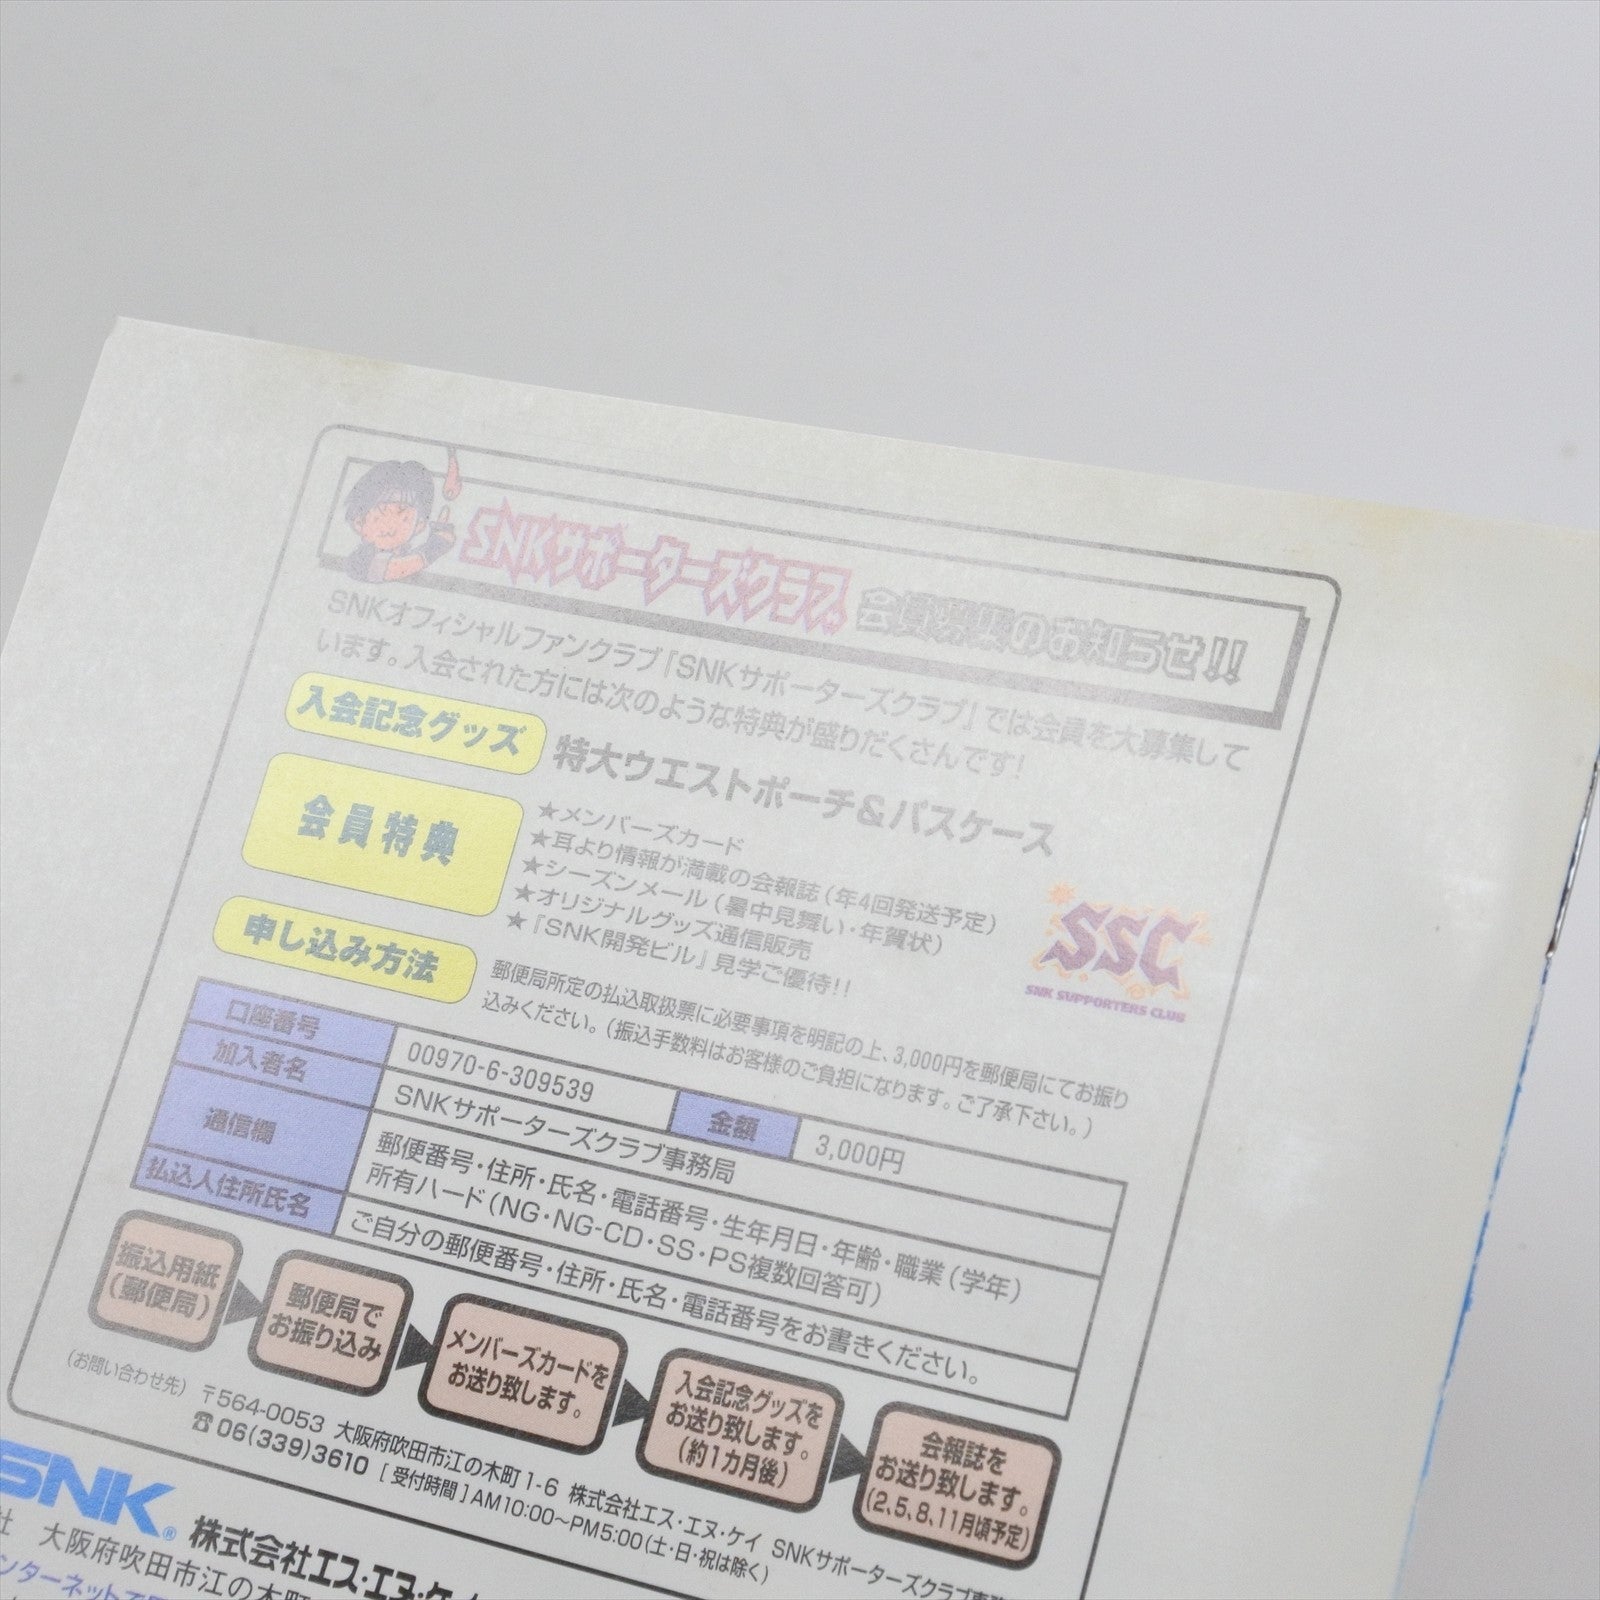 SNKサポーターズクラブ 会員募集のお知らせ!!
SNKオフィシャルファンクラブ『SNKサポーターズクラブ』では会員を大募集して
います。入会された方には次のような特典が盛りだくさんです!
入会記念グッズ 特大ウエストポーチ&パスケース
会員特典
★メンバーズカード
★耳より情報が満載の会報誌(年4回発送予定)
★シーズンメール(暑中見舞い・年賀状)
★オリジナルグッズ通信販売
★『SNK開発ビル』見学ご優待!!
SSC
SNK SUPPORTERS CLUB
申し込み方法
郵便局所定の払込取扱票に必要事項を明記の上、3,000円を郵便局にてお振り
込みください。(振込手数料はお客様のご負担になります。ご了承下さい。)
口座番号 00970-6-309539 金額 3,000円
加入者名 SNKサポーターズクラブ事務局
通信欄 郵便番号・住所・氏名・電話番号・生年月日・年齢・職業(学年)
所有ハード(NG・NG-CD・SS・PS複数回答可)
払込人住所氏名 ご自分の郵便番号・住所・氏名・電話番号をお書きください。
振込用紙
(郵便局)
郵便局で
お振り込み
メンバーズカードを
お送り致します。
入会記念グッズを
お送り致します。
(約1カ月後)
会報誌を
お送り致します。
(2、5、8、11月頃予定)
(お問い合わせ先) 〒564-0053 大阪府吹田市江の木町1-6 株式会社エス・エヌ・ケイ SNKサポーターズクラブ
☎06(339)3610 [受付時間]AM10:00〜PM5:00(土・日・祝は除く)
SNK® 株式会社エス・エヌ・ケイ
社 大阪府吹田市江の木町
ンターネットで